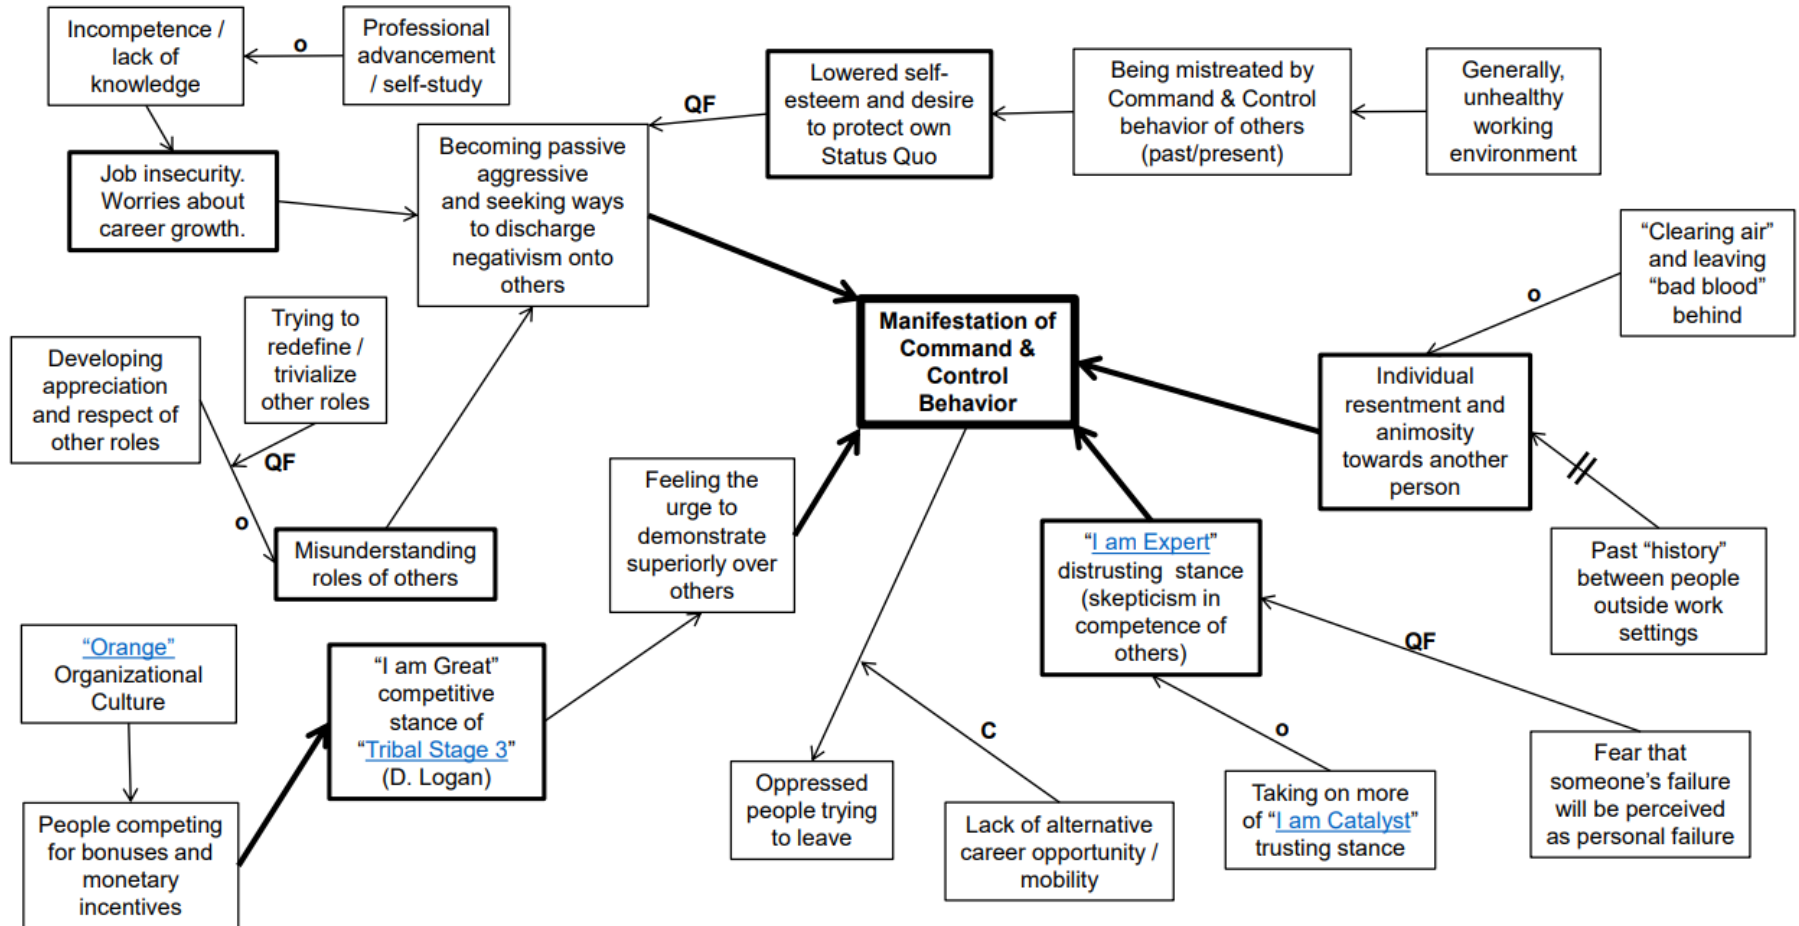 Incompetence /
lack of
knowledge
o
Professional
advancement
/ self-study
Job insecurity.
Worries about
career growth.
Becoming passive
aggressive
and seeking ways
to discharge
negativism onto
others
QF
Lowered self-
esteem and desire
to protect own
Status Quo
Being mistreated by
Command & Control
behavior of others
(past/present)
Generally,
unhealthy
working
environment
“Clearing air”
and leaving
“bad blood”
behind
o
Individual
resentment and
animosity
towards another
person
Past “history”
between people
outside work
settings
Manifestation of
Command &
Control
Behavior
Trying to
redefine /
trivialize
other roles
Developing
appreciation
and respect of
other roles
QF
o
Misunderstanding
roles of others
Feeling the
urge to
demonstrate
superiorly over
others
“Orange”
Organizational
Culture
People competing
for bonuses and
monetary
incentives
“I am Great”
competitive
stance of
“Tribal Stage 3”
(D. Logan)
“I am Expert”
distrusting stance
(skepticism in
competence of
others)
QF
C
o
Oppressed
people trying
to leave
Lack of alternative
career opportunity /
mobility
Taking on more
of “I am Catalyst”
trusting stance
Fear that
someone’s failure
will be perceived
as personal failure